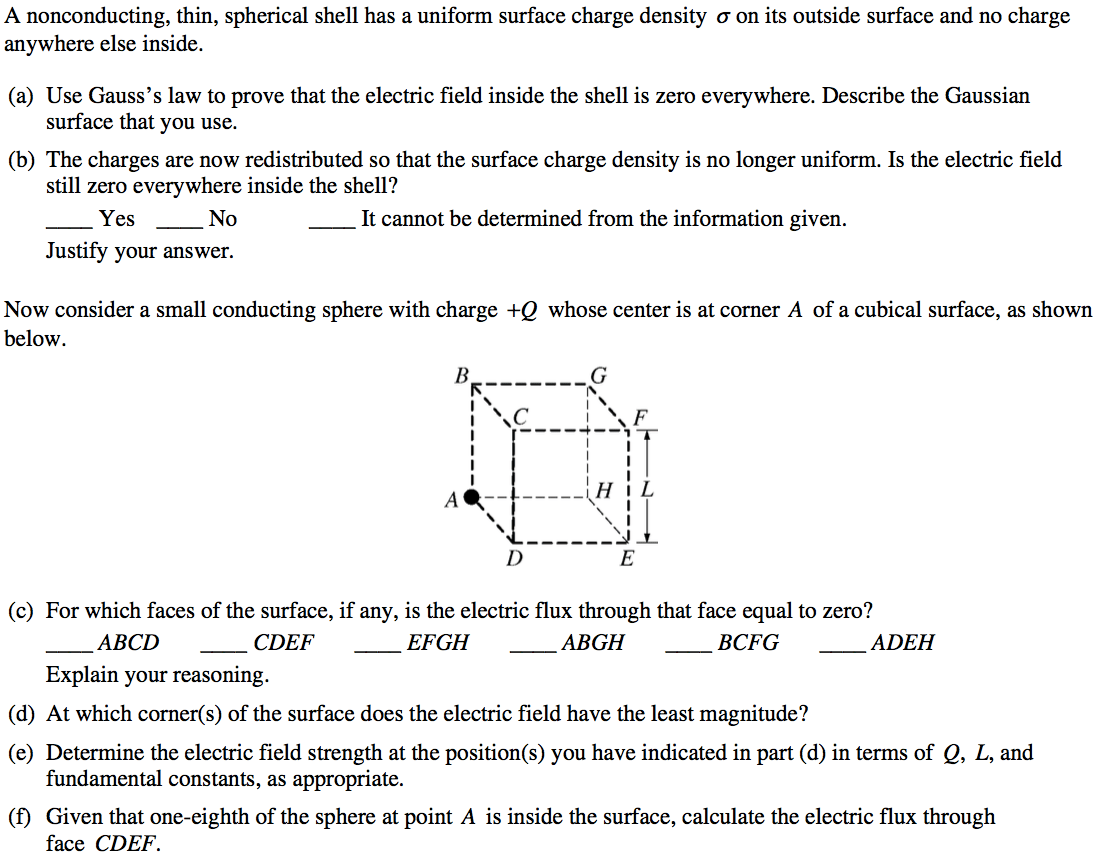 A nonconducting, thin, spherical shell has a uniform surface charge density σ on its outside surface and no charge
anywhere else inside.
(a) Use Gauss’s law to prove that the electric field inside the shell is zero everywhere. Describe the Gaussian
surface that you use.
(b) The charges are now redistributed so that the surface charge density is no longer uniform. Is the electric field
still zero everywhere inside the shell?
____ Yes ____ No ____ It cannot be determined from the information given.
Justify your answer.
Now consider a small conducting sphere with charge +Q whose center is at corner A of a cubical surface, as shown
below.
B G
C F
A H L
D E
(c) For which faces of the surface, if any, is the electric flux through that face equal to zero?
____ ABCD ____ CDEF ____ EFGH ____ ABGH ____ BCFG ____ ADEH
Explain your reasoning.
(d) At which corner(s) of the surface does the electric field have the least magnitude?
(e) Determine the electric field strength at the position(s) you have indicated in part (d) in terms of Q, L, and
fundamental constants, as appropriate.
(f) Given that one-eighth of the sphere at point A is inside the surface, calculate the electric flux through
face CDEF.